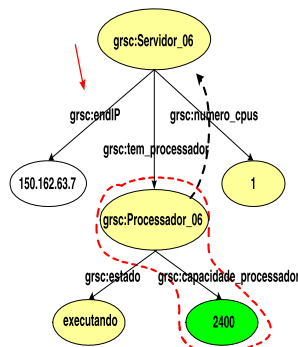 grsc:Servidor_06
grsc:endIP
grsc:numero_cpus
grsc:tem_processador
150.162.63.7
1
grsc:Processador_06
grsc:estado
grsc:capacidade_processador
executando
2400